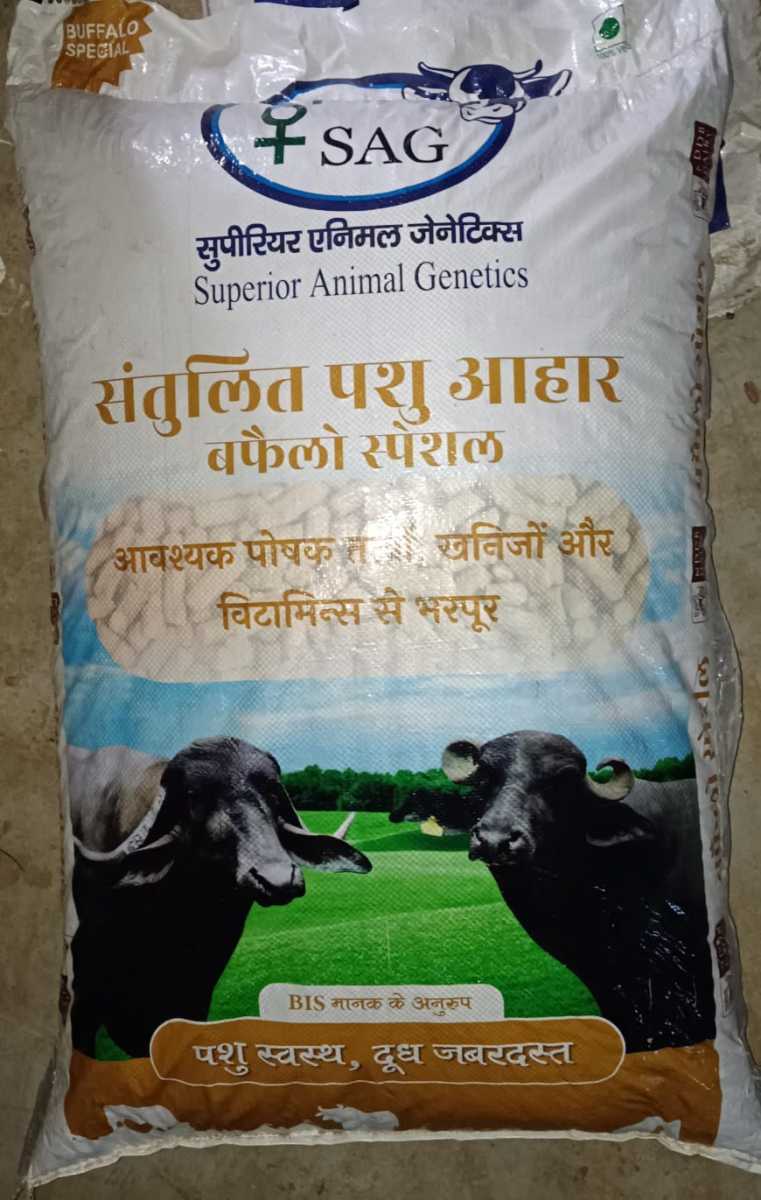 BUFFALO
SPECIAL
SAG
सुपीरियर एनिमल जेनेटिक्स
Superior Animal Genetics
संतुलित पशु आहार
बफैलो स्पेशल
आवश्यक पोषक खनिजों और
विटामिन्स से भरपूर
BIS मानक के अनुरुप
पशु स्वस्थ, दूध जबरदस्त